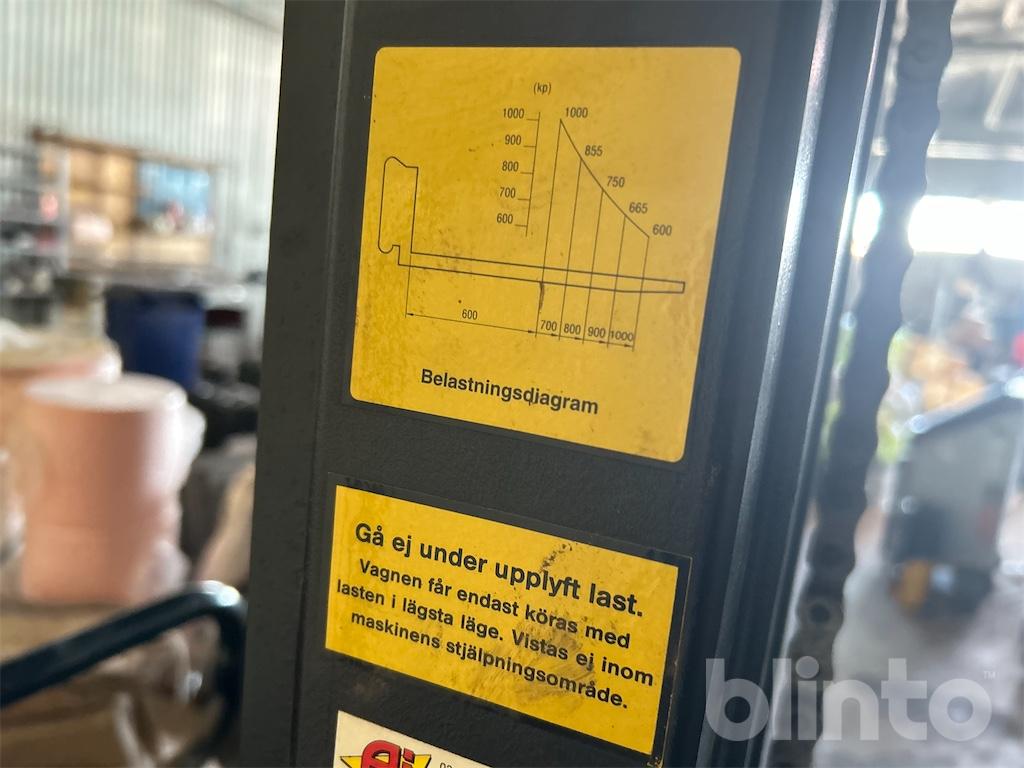 (kp)
1000
900
800
700
600
1000
855
750
665
600
600 700 800 900 1000
Belastningsdiagram
Gå ej under upplyft last.
Vagnen får endast köras med
lasten i lägsta läge. Vistas ej inom
maskinens stjälpningsområde.
blinto™